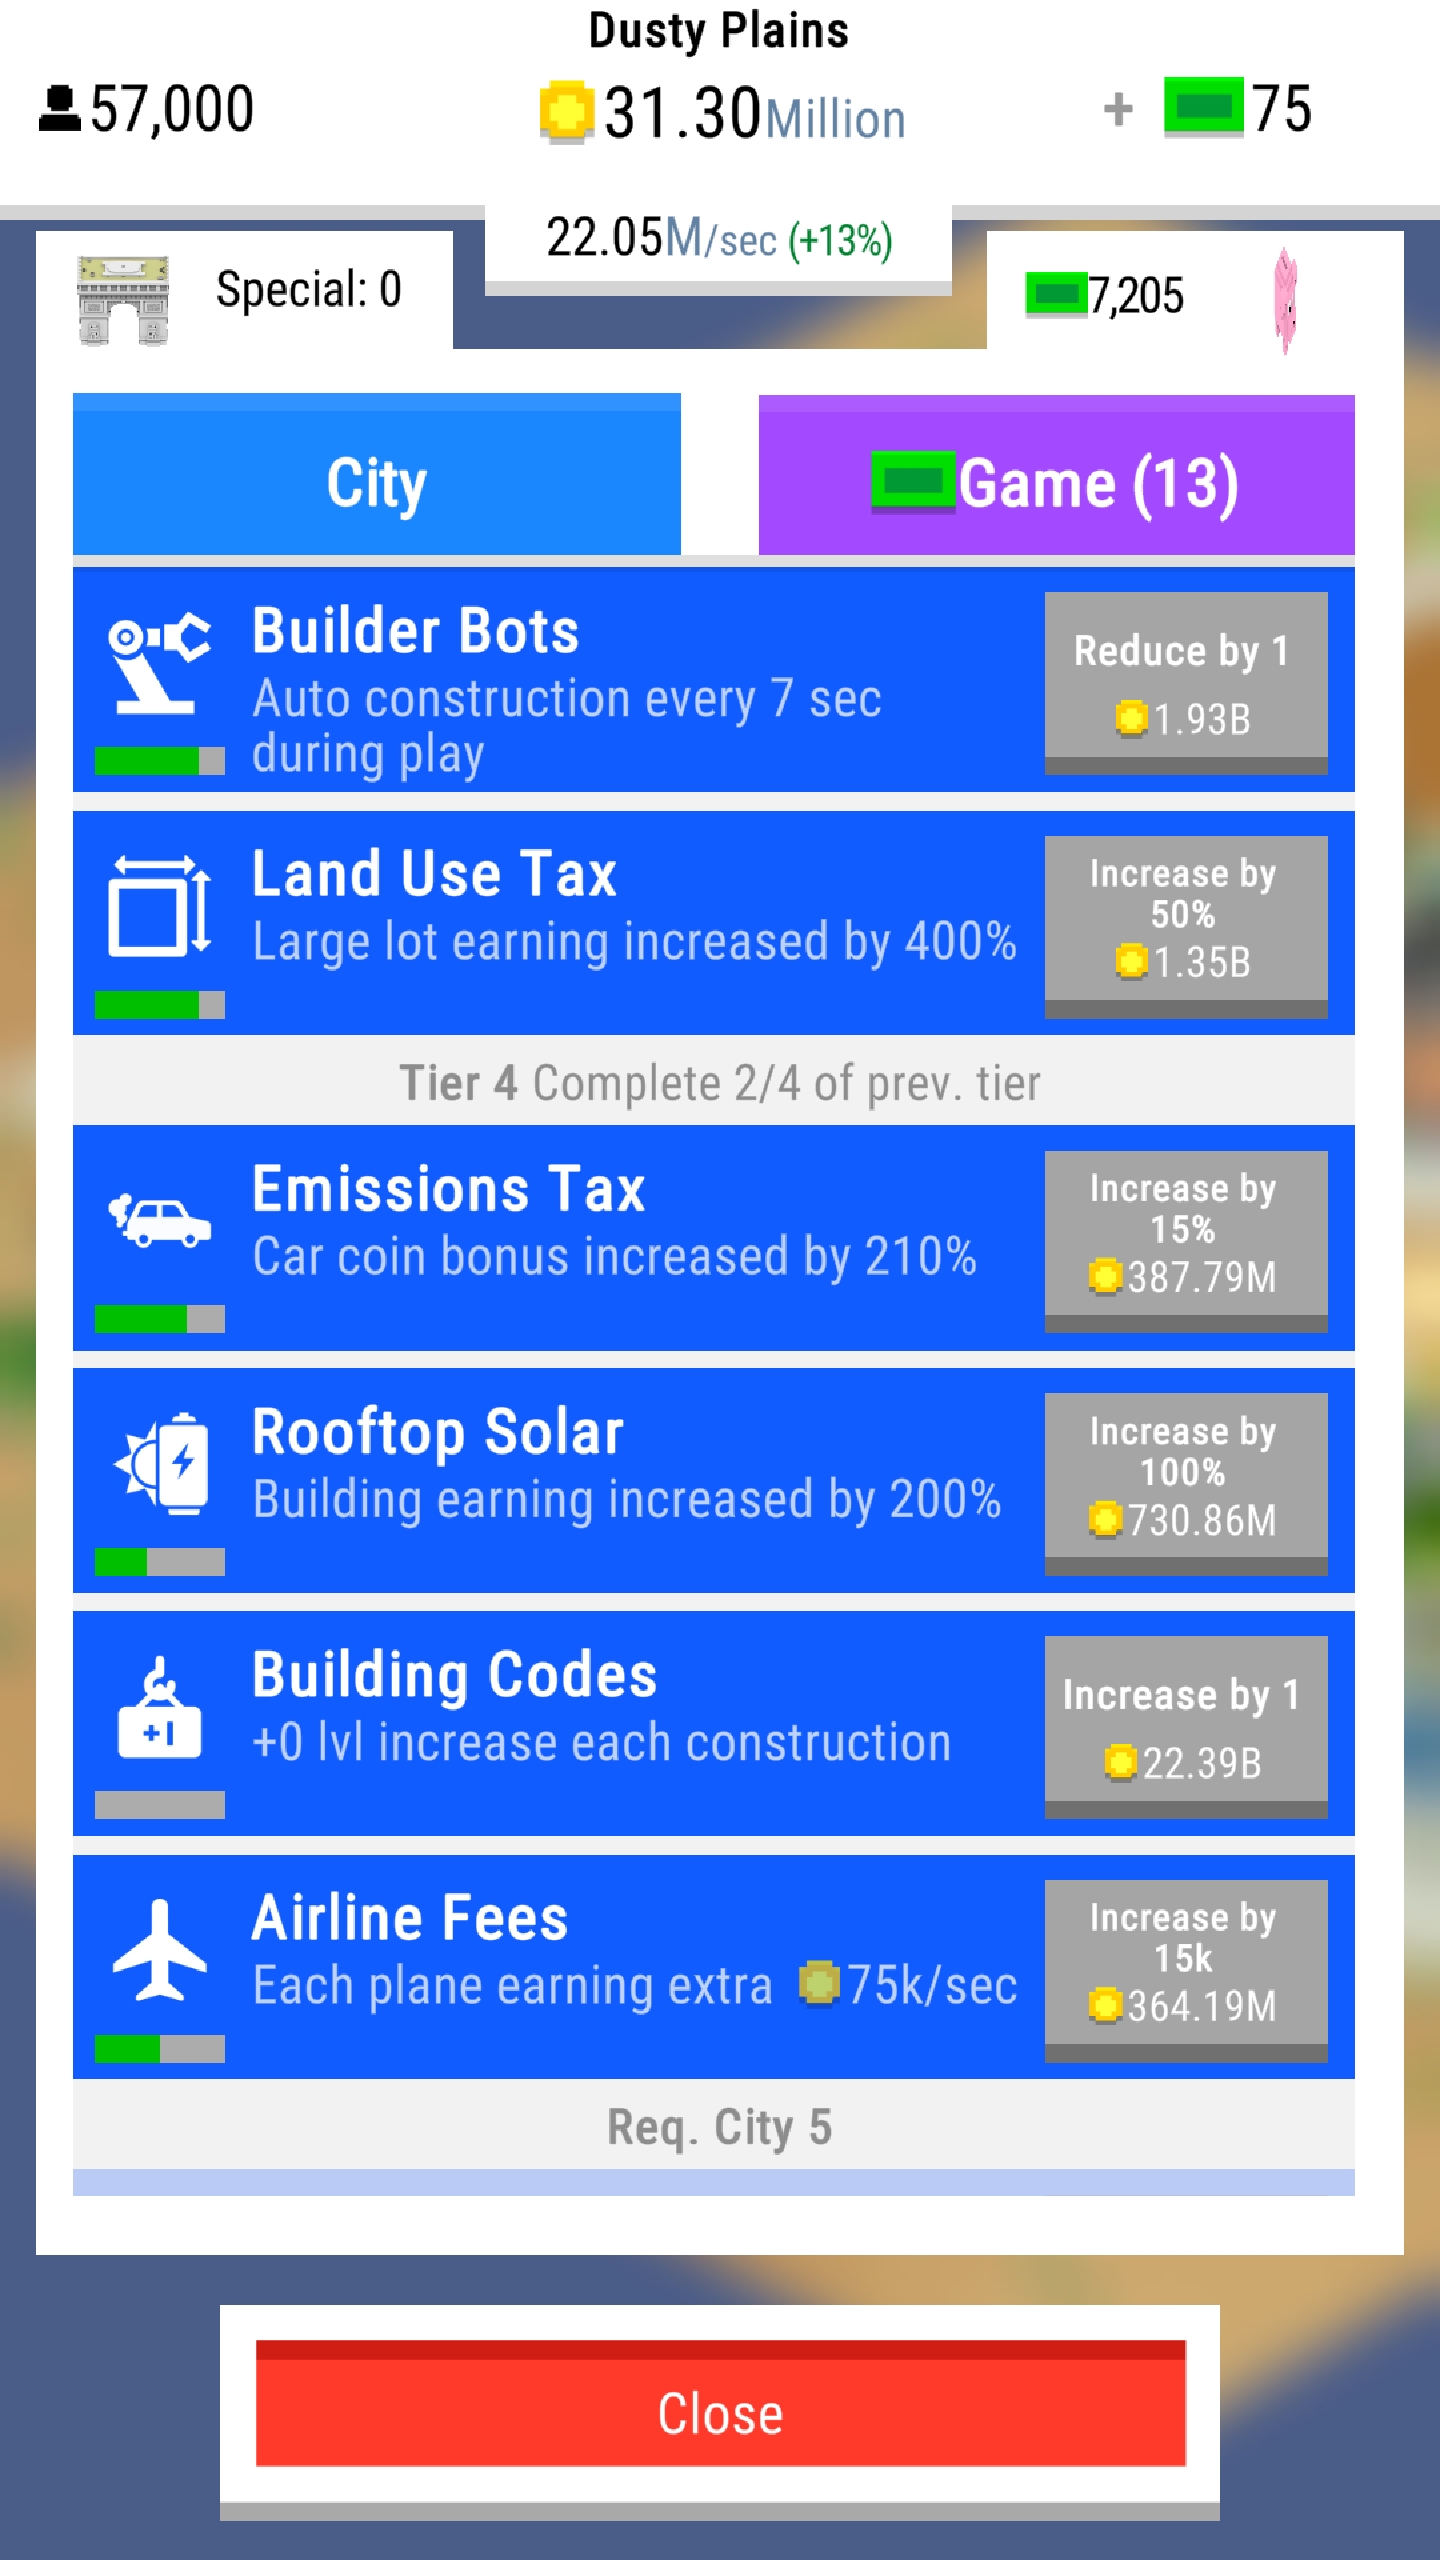 Dusty Plains
57,000
31.30Million
+ 75
22.05M/sec (+13%)
Special: 0
7,205
City
Game (13)
Builder Bots
Auto construction every 7 sec
during play
Reduce by 1
1.93B
Land Use Tax
Large lot earning increased by 400%
Increase by
50%
1.35B
Tier 4 Complete 2/4 of prev. tier
Emissions Tax
Car coin bonus increased by 210%
Increase by
15%
387.79M
Rooftop Solar
Building earning increased by 200%
Increase by
100%
730.86M
+1
Building Codes
+0 lvl increase each construction
Increase by 1
22.39B
Airline Fees
Each plane earning extra 75k/sec
Increase by
15k
364.19M
Req. City 5
Close